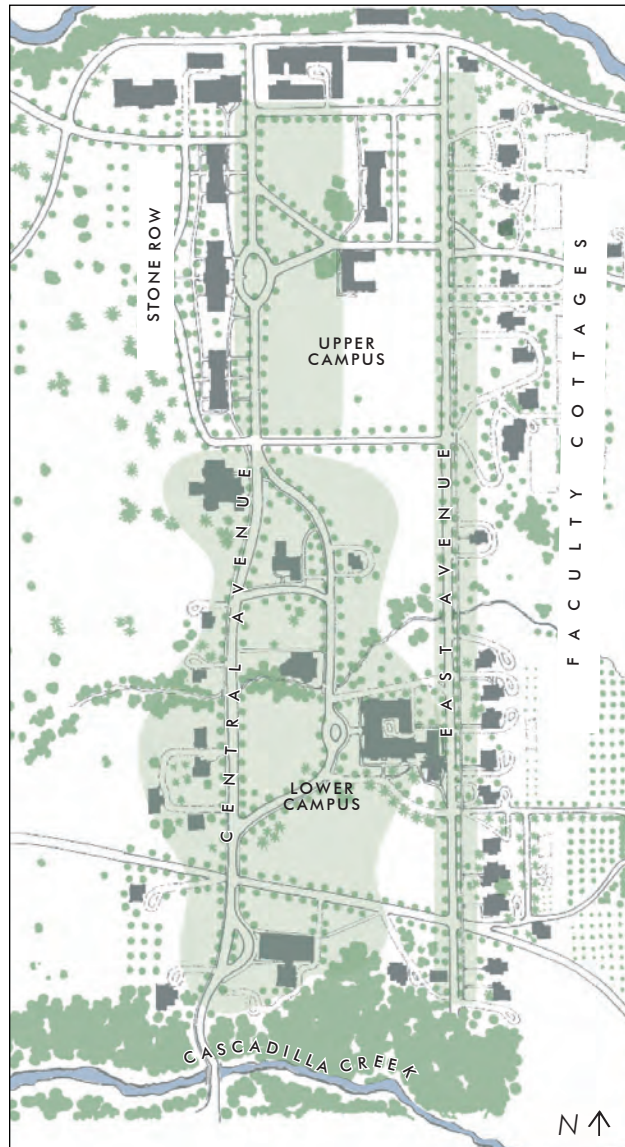 STONE ROW
UPPER
CAMPUS
FACULTY COTTAGES
CENTRAL AVENUE
EAST AVENUE
LOWER
CAMPUS
CASCADILLA CREEK
N